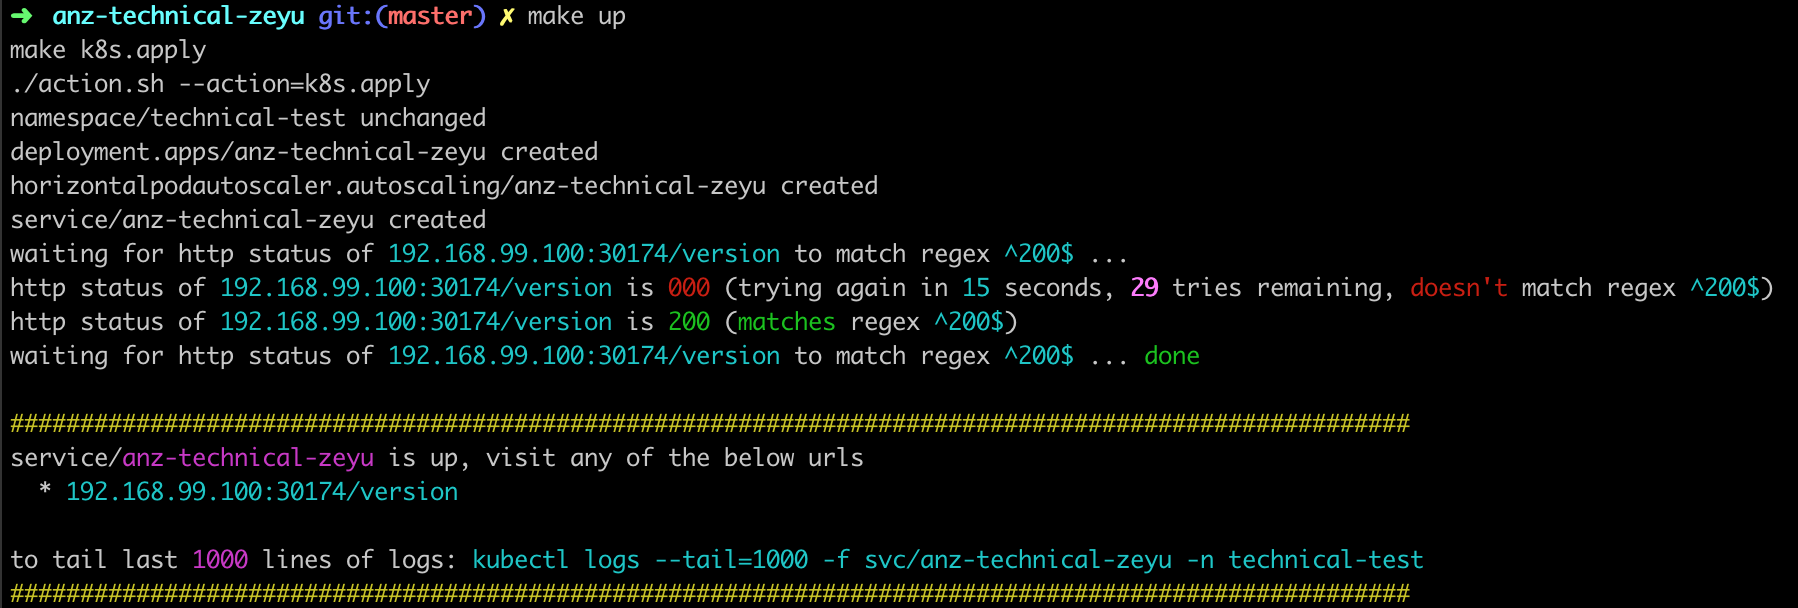 ➜ anz-technical-zeyu git:(master) ✗ make up
make k8s.apply
./action.sh --action=k8s.apply
namespace/technical-test unchanged
deployment.apps/anz-technical-zeyu created
horizontalpodautoscaler.autoscaling/anz-technical-zeyu created
service/anz-technical-zeyu created
waiting for http status of 192.168.99.100:30174/version to match regex ^200$ ...
http status of 192.168.99.100:30174/version is 000 (trying again in 15 seconds, 29 tries remaining, doesn't match regex ^200$)
http status of 192.168.99.100:30174/version is 200 (matches regex ^200$)
waiting for http status of 192.168.99.100:30174/version to match regex ^200$ ... done
####################################################################################################
service/anz-technical-zeyu is up, visit any of the below urls
  * 192.168.99.100:30174/version
to tail last 1000 lines of logs: kubectl logs --tail=1000 -f svc/anz-technical-zeyu -n technical-test
####################################################################################################